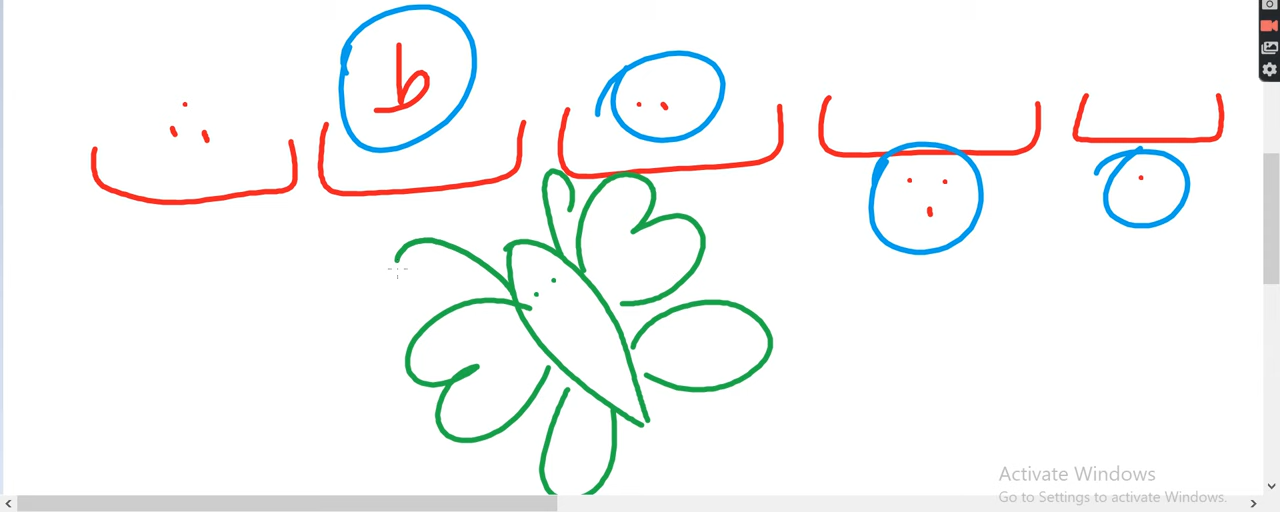 ب پ ت ٹ ث
Activate Windows
Go to Settings to activate Windows.